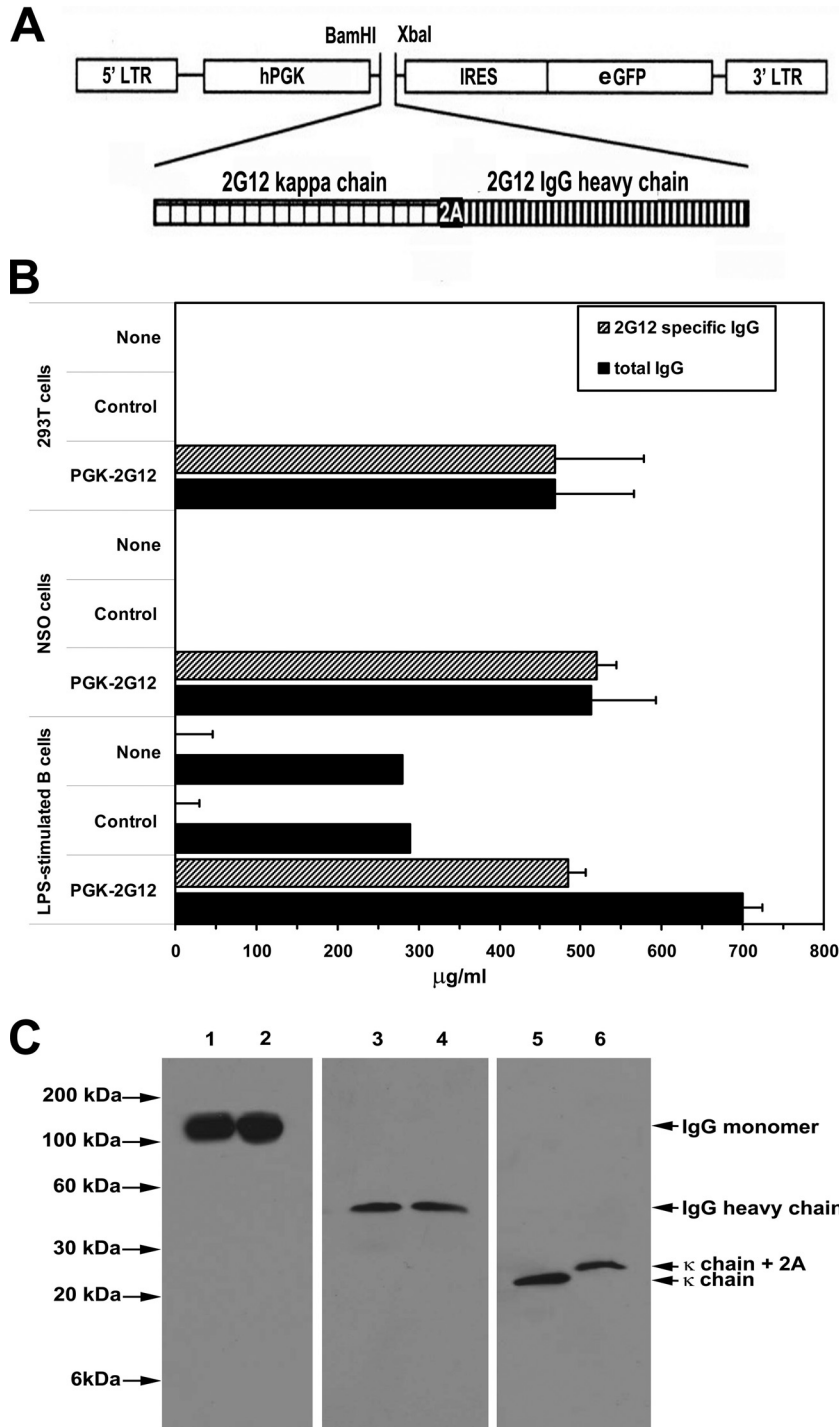 A
BamHI XbaI
5' LTR hPGK IRES eGFP 3' LTR
2G12 kappa chain 2A 2G12 IgG heavy chain
B
293T cells
None
Control
PGK-2G12
NSO cells
None
Control
PGK-2G12
LPS-stimulated B cells
None
Control
PGK-2G12
2G12 specific IgG
total IgG
0 100 200 300 400 500 600 700 800
μg/ml
C
1 2 3 4 5 6
200 kDa
100 kDa
60 kDa
30 kDa
20 kDa
6kDa
IgG monomer
IgG heavy chain
κ chain + 2A
κ chain